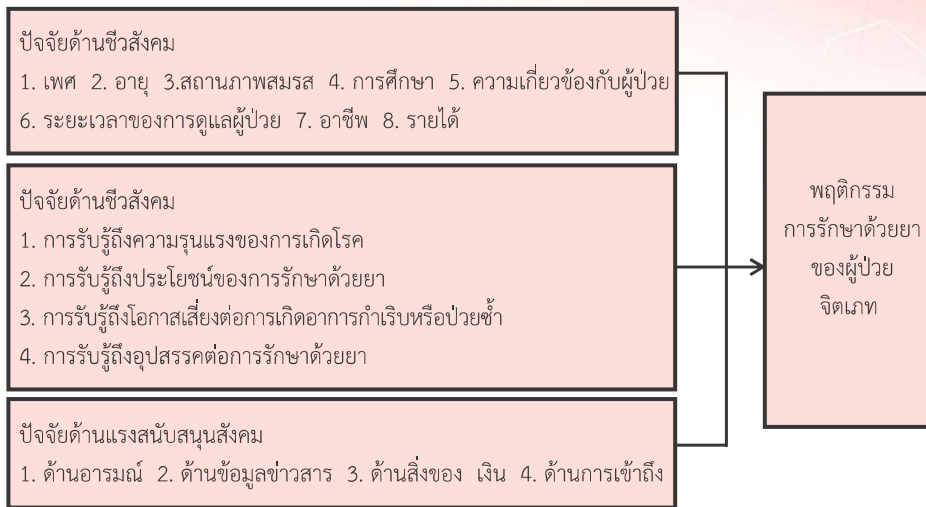 ปัจจัยด้านชีวสังคม
1. เพศ 2. อายุ 3.สถานภาพสมรส 4. การศึกษา 5. ความเกี่ยวข้องกับผู้ป่วย
6. ระยะเวลาของการดูแลผู้ป่วย 7. อาชีพ 8. รายได้
ปัจจัยด้านชีวสังคม
1. การรับรู้ถึงความรุนแรงของการเกิดโรค
2. การรับรู้ถึงประโยชน์ของการรักษาด้วยยา
3. การรับรู้ถึงโอกาสเสี่ยงต่อการเกิดอาการกำเริบหรือป่วยซ้ำ
4. การรับรู้ถึงอุปสรรคต่อการรักษาด้วยยา
ปัจจัยด้านแรงสนับสนุนสังคม
1. ด้านอารมณ์ 2. ด้านข้อมูลข่าวสาร 3. ด้านสิ่งของ เงิน 4. ด้านการเข้าถึง
พฤติกรรม
การรักษาด้วยยา
ของผู้ป่วย
จิตเภท